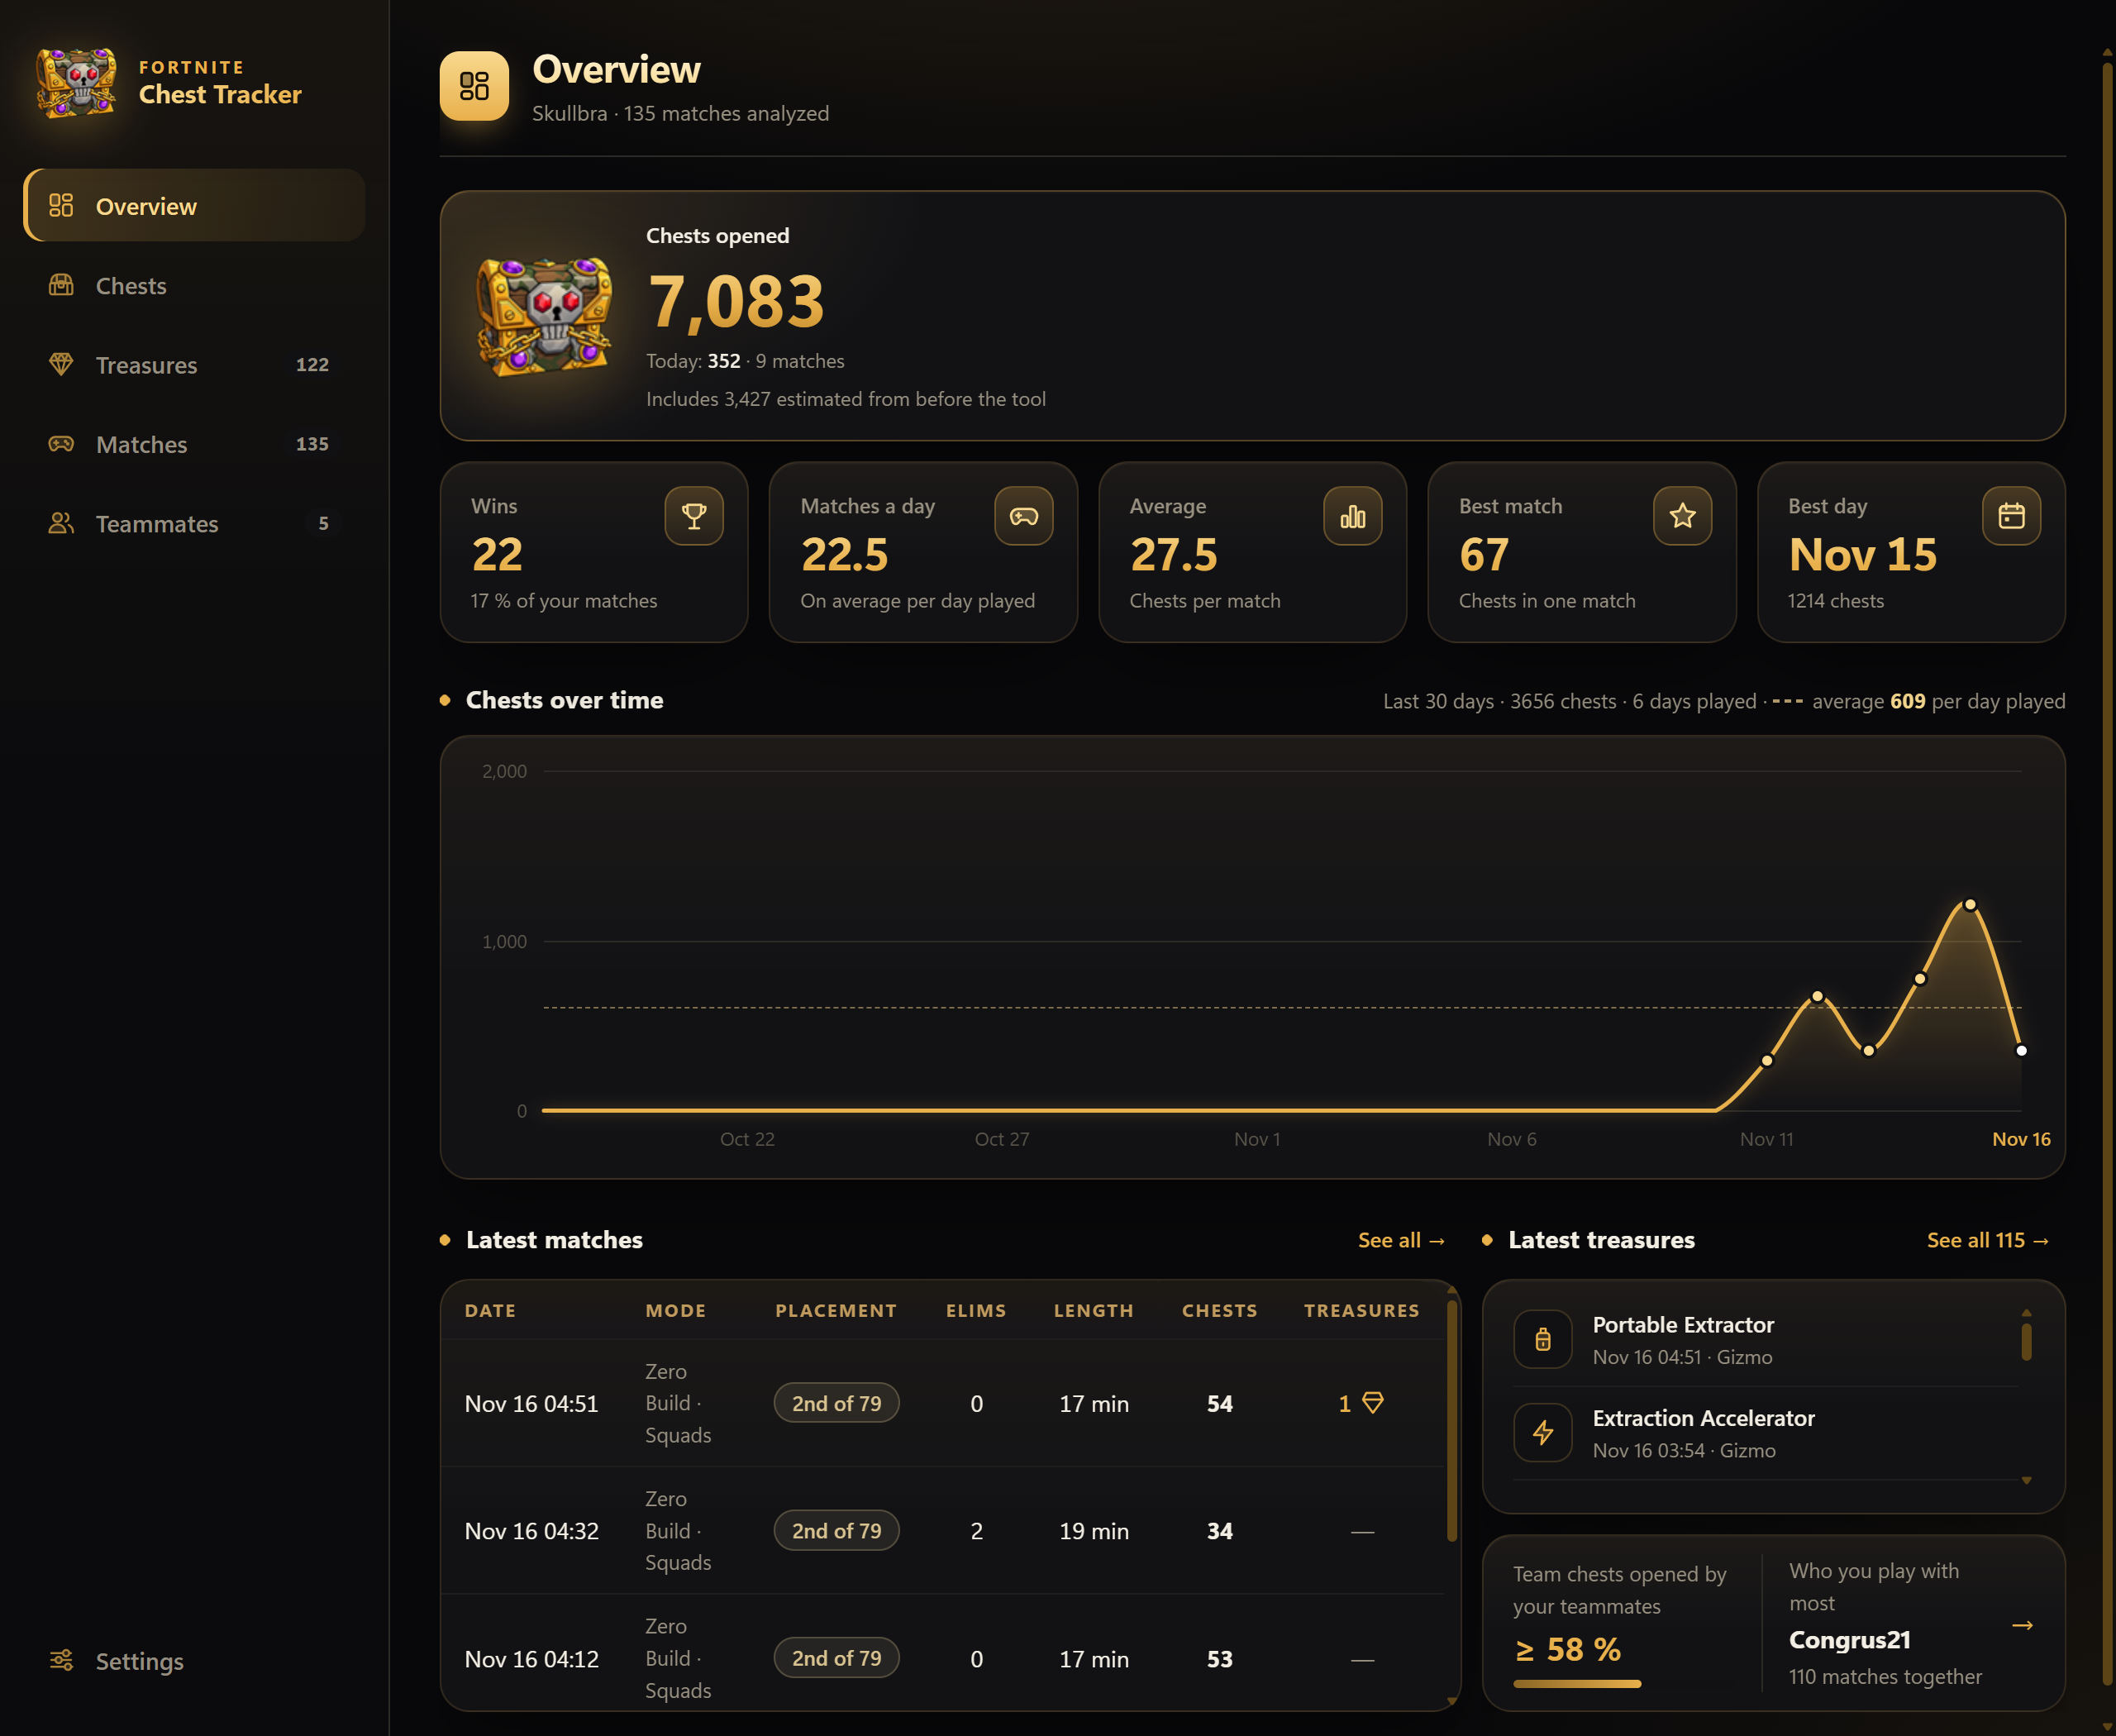 FORTNITE
Chest Tracker
Overview
Chests
Treasures 122
Matches 135
Teammates 5
Settings
Overview
Skullbra · 135 matches analyzed
Chests opened
7,083
Today: 352 · 9 matches
Includes 3,427 estimated from before the tool
Wins
22
17 % of your matches
Matches a day
22.5
On average per day played
Average
27.5
Chests per match
Best match
67
Chests in one match
Best day
Nov 15
1214 chests
Chests over time
Last 30 days · 3656 chests · 6 days played · --- average 609 per day played
2,000
1,000
0
Oct 22 Oct 27 Nov 1 Nov 6 Nov 11 Nov 16
Latest matches See all →
DATE MODE PLACEMENT ELIMS LENGTH CHESTS TREASURES
Nov 16 04:51 Zero Build · Squads 2nd of 79 0 17 min 54 1
Nov 16 04:32 Zero Build · Squads 2nd of 79 2 19 min 34 —
Nov 16 04:12 Zero Build · Squads 2nd of 79 0 17 min 53 —
Latest treasures See all 115 →
Portable Extractor
Nov 16 04:51 · Gizmo
Extraction Accelerator
Nov 16 03:54 · Gizmo
Team chests opened by
your teammates
≥ 58 %
Who you play with
most
Congrus21
110 matches together
→